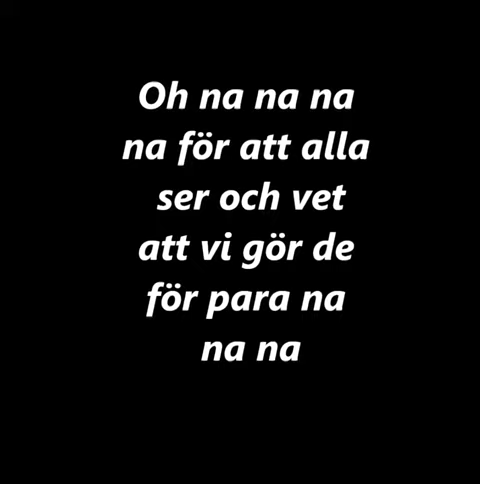 Oh na na na
na för att alla
ser och vet
att vi gör de
för para na
na na